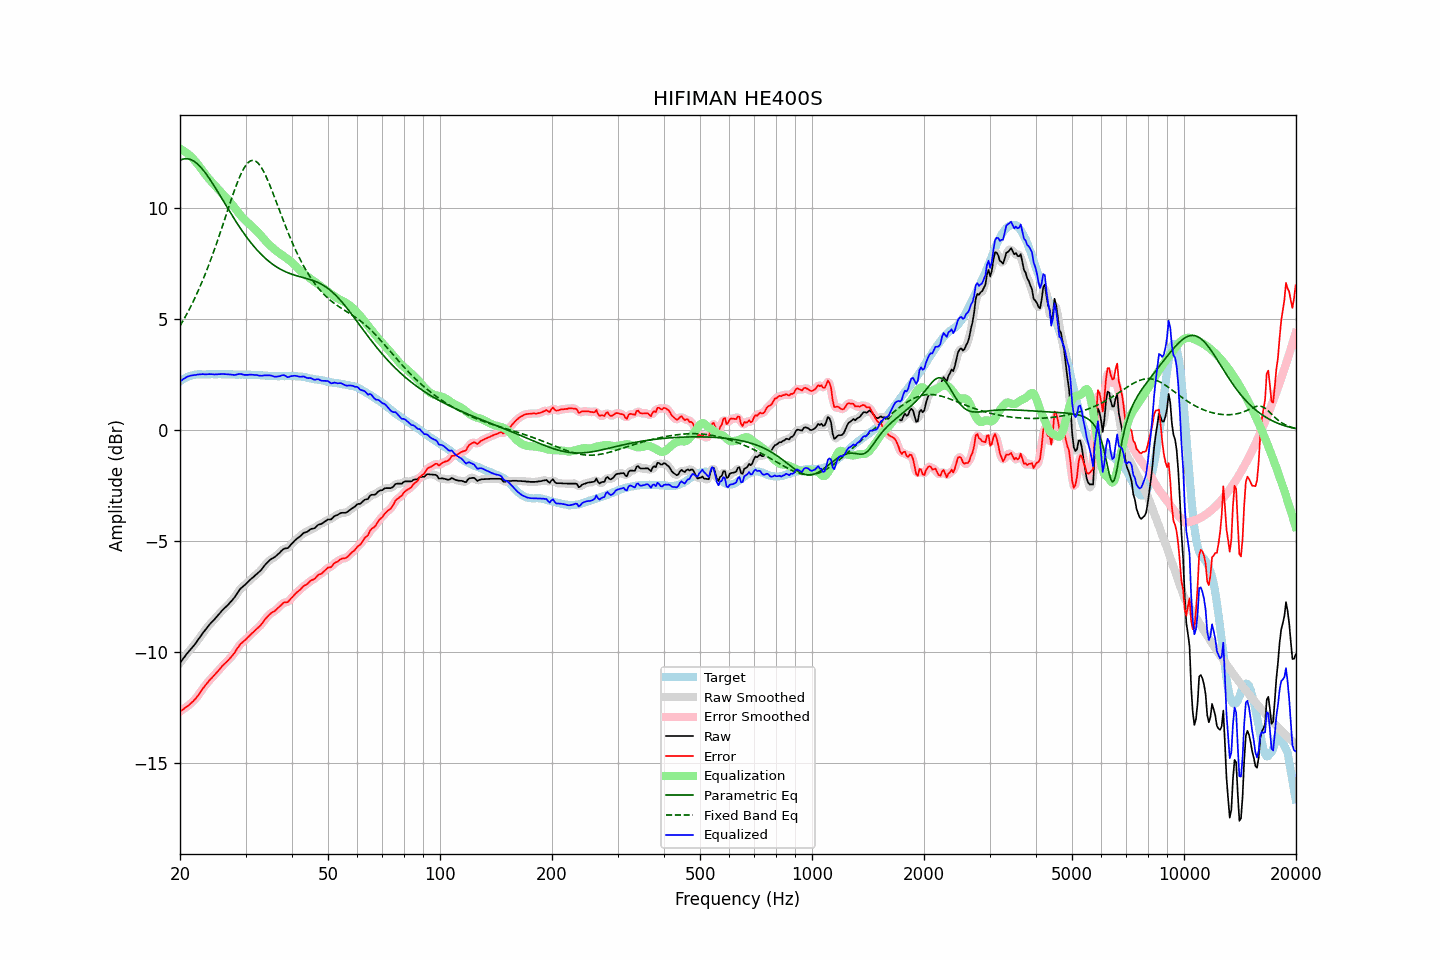 HIFIMAN HE400S
Amplitude (dBr)
10
5
0
−5
−10
−15
Target
Raw Smoothed
Error Smoothed
Raw
Error
Equalization
Parametric Eq
Fixed Band Eq
Equalized
20 50 100 200 500 1000 2000 5000 10000 20000
Frequency (Hz)